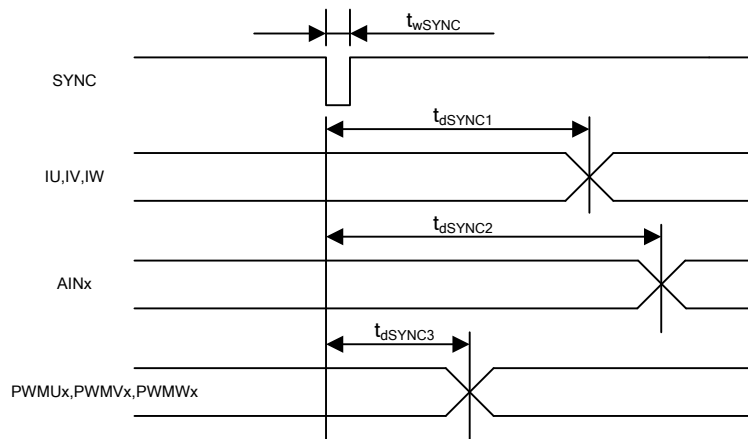 twSYNC
SYNC
tdSYNC1
IU,IV,IW
tdSYNC2
AINx
tdSYNC3
PWMUx,PWMVx,PWMWx